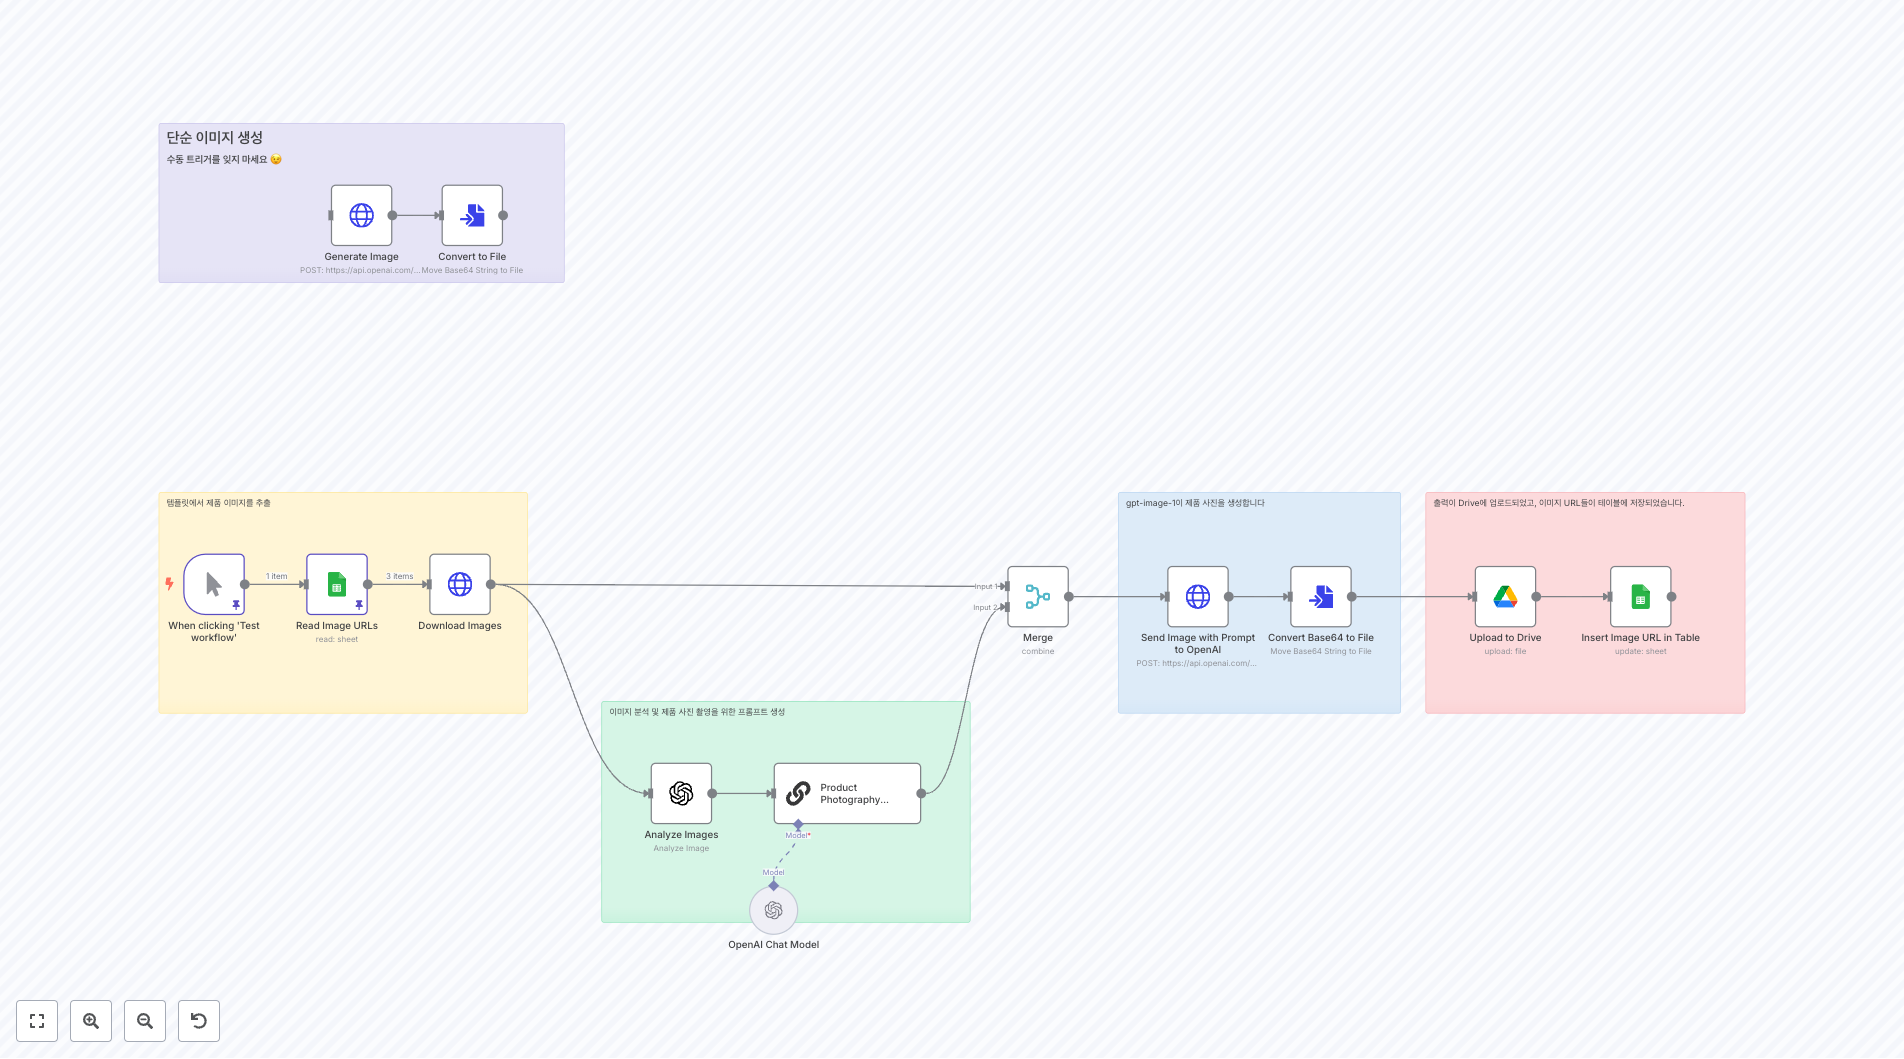 단순 이미지 생성
수동 트리거를 잊지 마세요 😉
Generate Image
POST: https://api.openai.com/...
Convert to File
Move Base64 String to File
템플릿에서 제품 이미지를 추출
1 item
3 items
When clicking 'Test
workflow'
Read Image URLs
read: sheet
Download Images
Input 1
Input 2
Merge
combine
gpt-image-1이 제품 사진을 생성합니다
Send Image with Prompt
to OpenAI
POST: https://api.openai.com/...
Convert Base64 to File
Move Base64 String to File
출력이 Drive에 업로드되었고, 이미지 URL들이 테이블에 저장되었습니다.
Upload to Drive
upload: file
Insert Image URL in Table
update: sheet
이미지 분석 및 제품 사진 촬영을 위한 프롬프트 생성
Analyze Images
Analyze Image
Product
Photography...
Model*
Model
OpenAI Chat Model